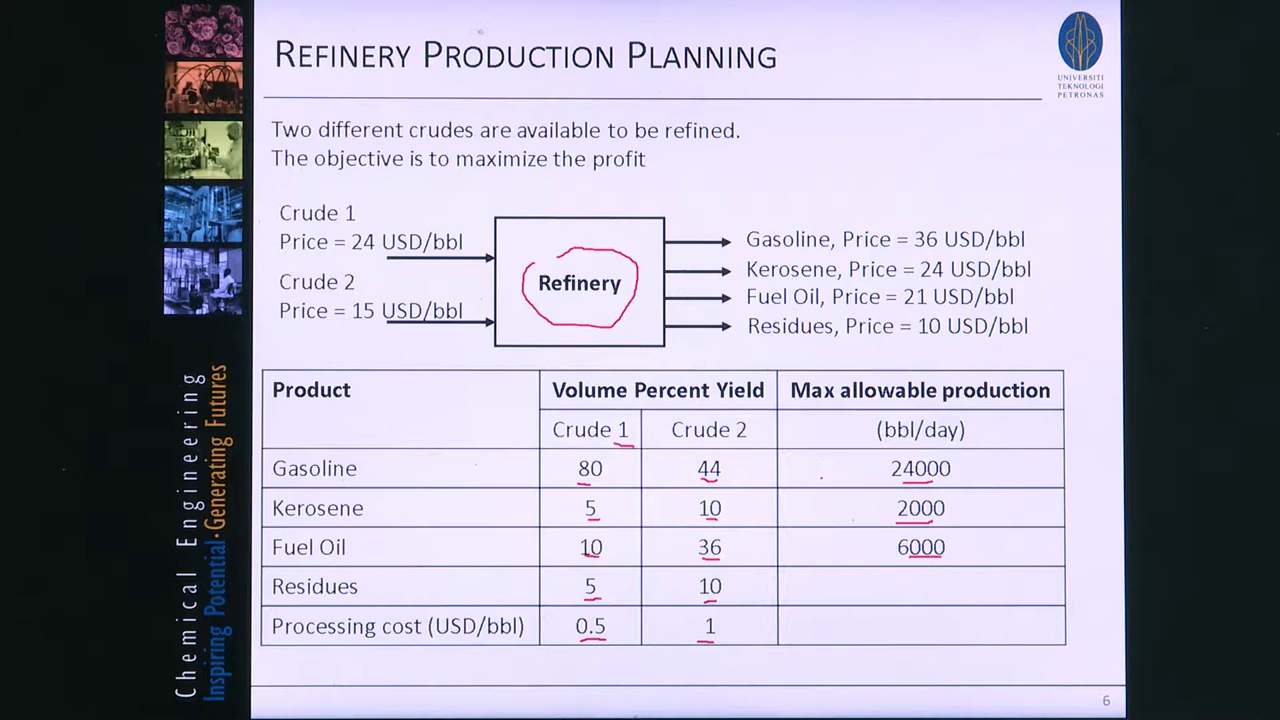 REFINERY PRODUCTION PLANNING
UNIVERSITI
TEKNOLOGI
PETRONAS
Two different crudes are available to be refined.
The objective is to maximize the profit
Crude 1
Price = 24 USD/bbl
Crude 2
Price = 15 USD/bbl
Refinery
Gasoline, Price = 36 USD/bbl
Kerosene, Price = 24 USD/bbl
Fuel Oil, Price = 21 USD/bbl
Residues, Price = 10 USD/bbl
Product Volume Percent Yield Max allowable production
Crude 1 Crude 2 (bbl/day)
Gasoline 80 44 24000
Kerosene 5 10 2000
Fuel Oil 10 36 6000
Residues 5 10
Processing cost (USD/bbl) 0.5 1
Chemical Engineering
Inspiring Potential·Generating Futures
6